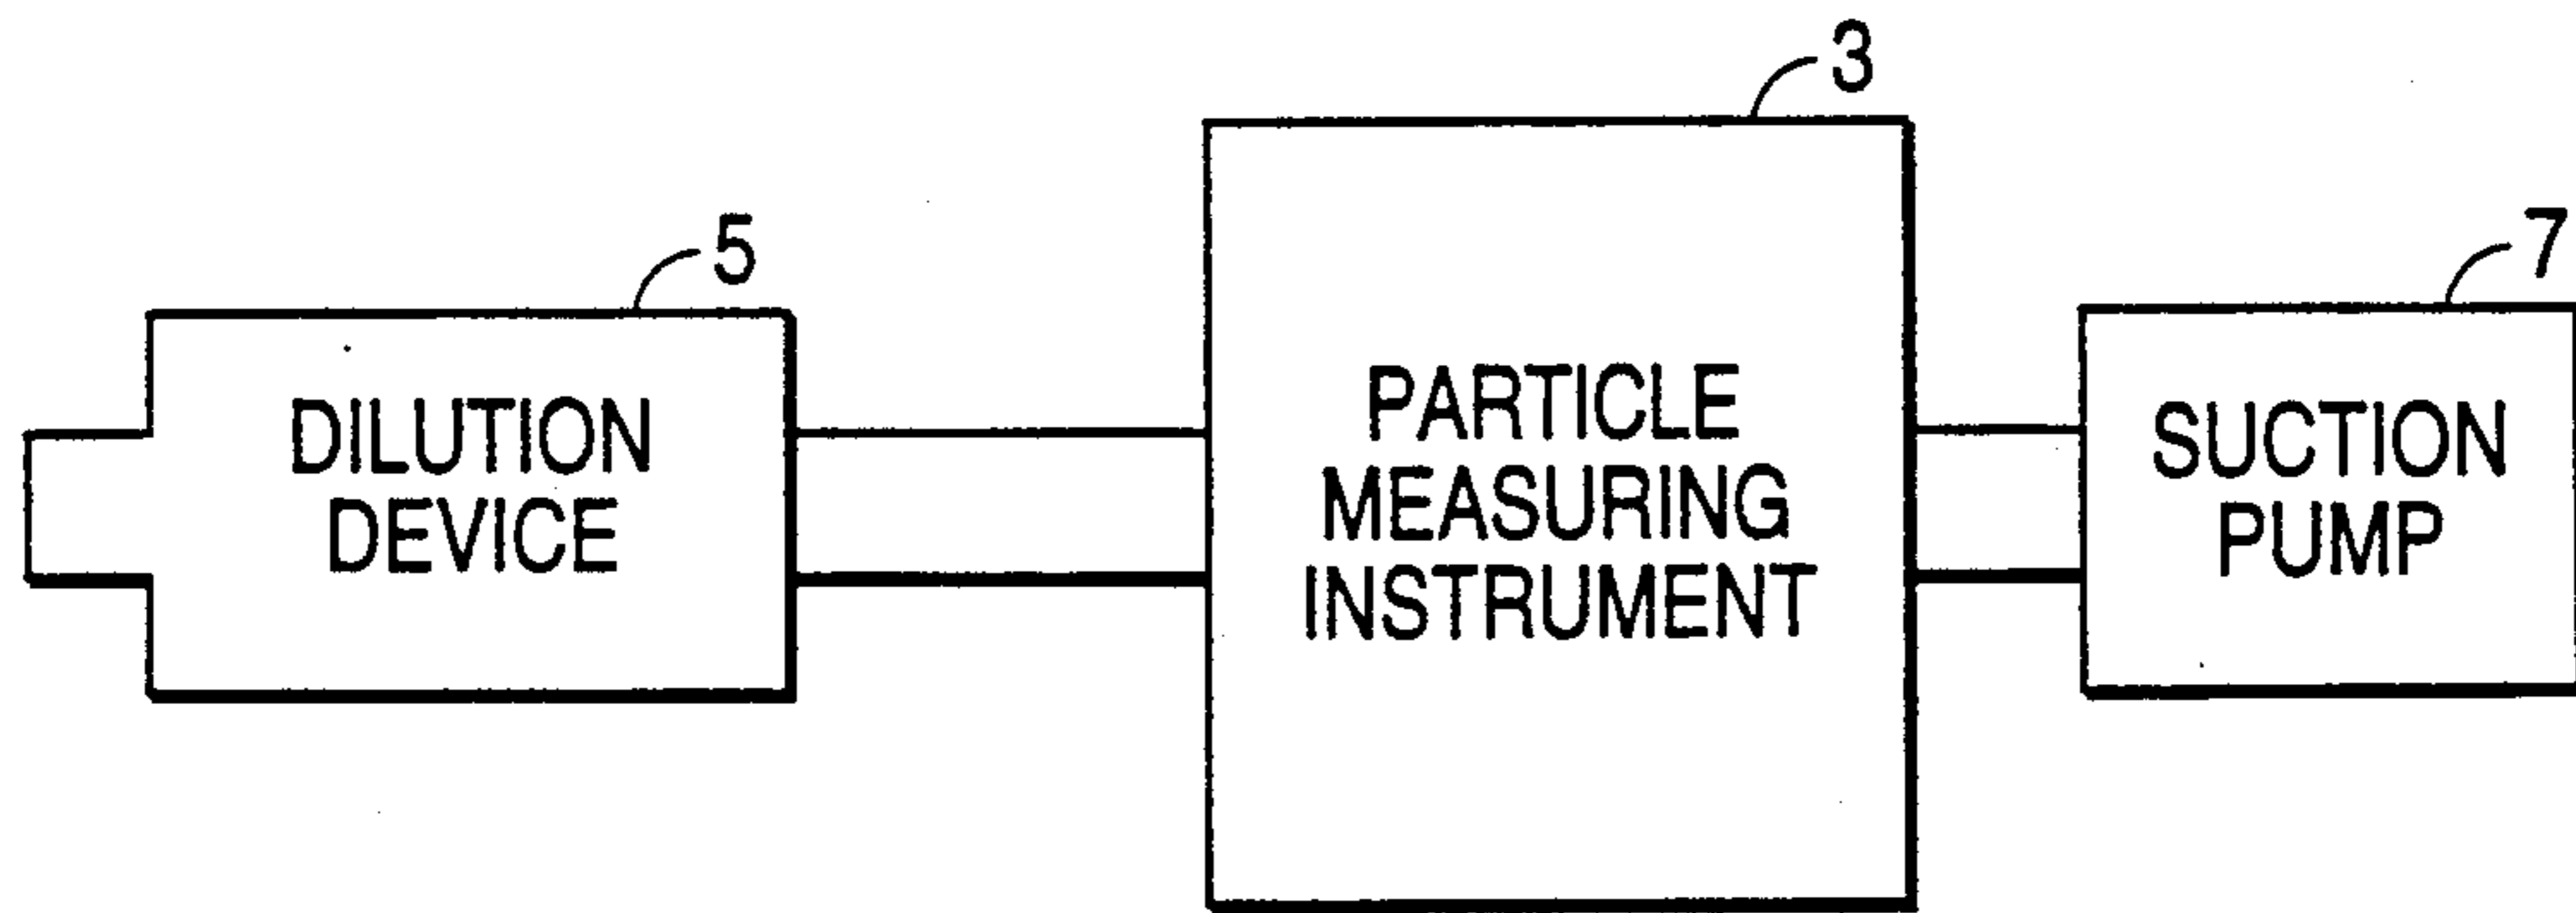 3
5
7
DILUTION
DEVICE
PARTICLE
MEASURING
INSTRUMENT
SUCTION
PUMP